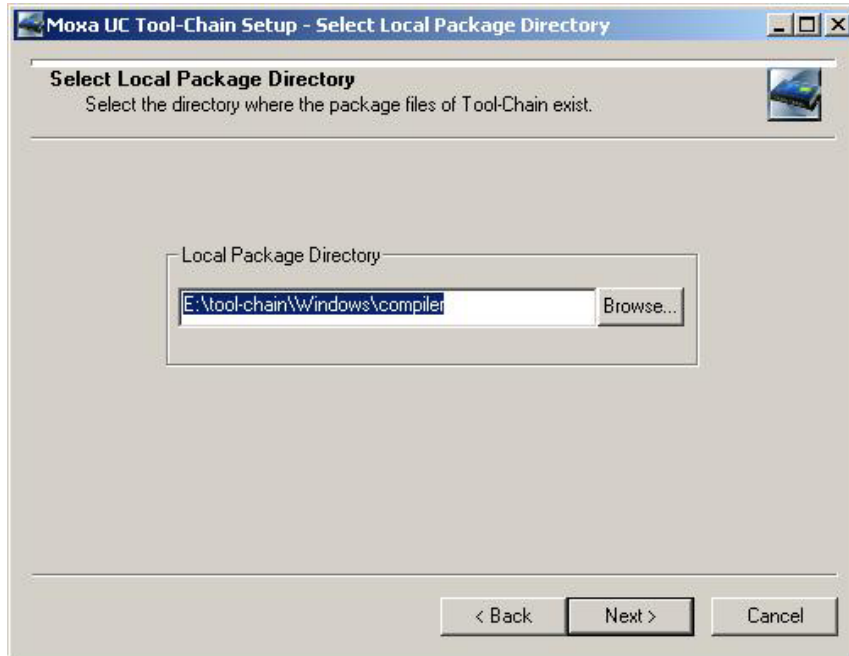 Moxa UC Tool-Chain Setup - Select Local Package Directory
Select Local Package Directory
Select the directory where the package files of Tool-Chain exist.
Local Package Directory
E:\tool-chain\Windows\compiler
Browse...
< Back
Next >
Cancel